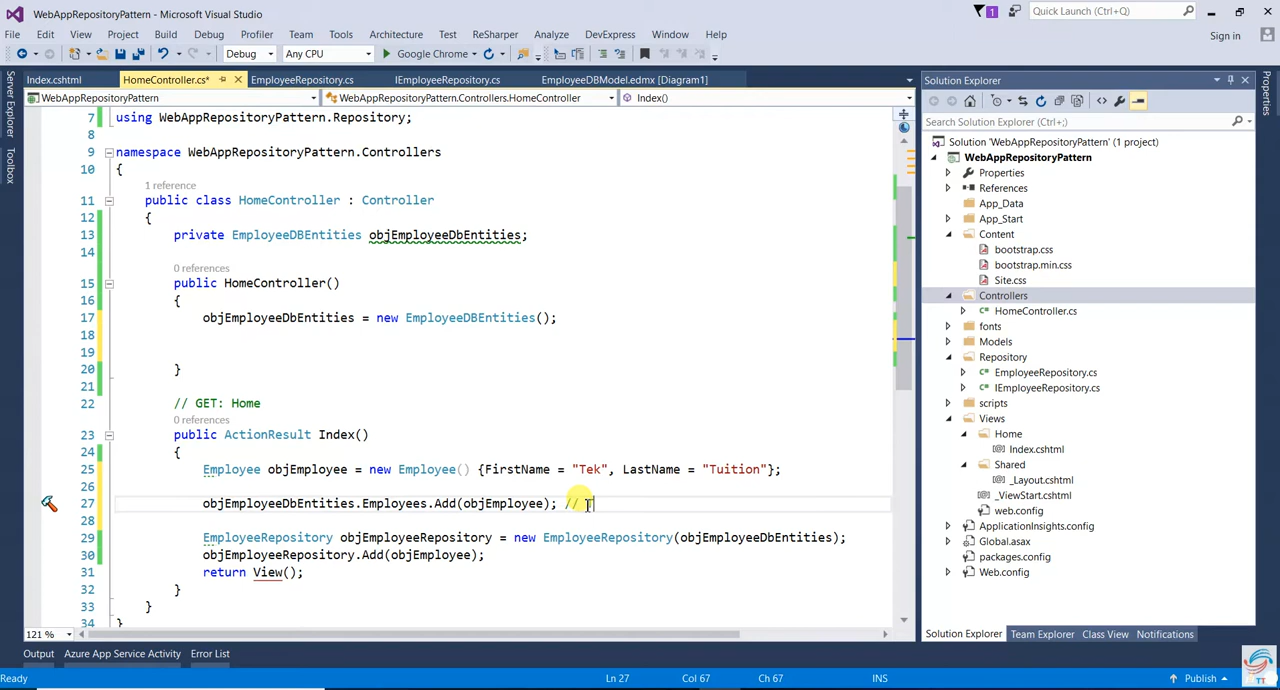 WebAppRepositoryPattern - Microsoft Visual Studio
1
Quick Launch (Ctrl+Q)
File Edit View Project Build Debug Profiler Team Tools Architecture Test ReSharper Analyze DevExpress Window Help
Sign in
Debug Any CPU Google Chrome
Server Explorer
Toolbox
Index.cshtml HomeController.cs* EmployeeRepository.cs IEmployeeRepository.cs EmployeeDBModel.edmx [Diagram1]
WebAppRepositoryPattern WebAppRepositoryPattern.Controllers.HomeController Index()
7 using WebAppRepositoryPattern.Repository;
8
9 namespace WebAppRepositoryPattern.Controllers
10 {
1 reference
11 public class HomeController : Controller
12 {
13 private EmployeeDBEntities objEmployeeDbEntities;
14
0 references
15 public HomeController()
16 {
17 objEmployeeDbEntities = new EmployeeDBEntities();
18
19
20 }
21
22 // GET: Home
0 references
23 public ActionResult Index()
24 {
25 Employee objEmployee = new Employee() {FirstName = "Tek", LastName = "Tuition"};
26
27 objEmployeeDbEntities.Employees.Add(objEmployee); // T
28
29 EmployeeRepository objEmployeeRepository = new EmployeeRepository(objEmployeeDbEntities);
30 objEmployeeRepository.Add(objEmployee);
31 return View();
32 }
33 }
34 }
121 %
Solution Explorer
Search Solution Explorer (Ctrl+;)
Solution 'WebAppRepositoryPattern' (1 project)
WebAppRepositoryPattern
Properties
References
App_Data
App_Start
Content
bootstrap.css
bootstrap.min.css
Site.css
Controllers
HomeController.cs
fonts
Models
Repository
EmployeeRepository.cs
IEmployeeRepository.cs
scripts
Views
Home
Index.cshtml
Shared
_Layout.cshtml
_ViewStart.cshtml
web.config
ApplicationInsights.config
Global.asax
packages.config
Web.config
Solution Explorer Team Explorer Class View Notifications
Properties
Output Azure App Service Activity Error List
Ready Ln 27 Col 67 Ch 67 INS Publish
TT